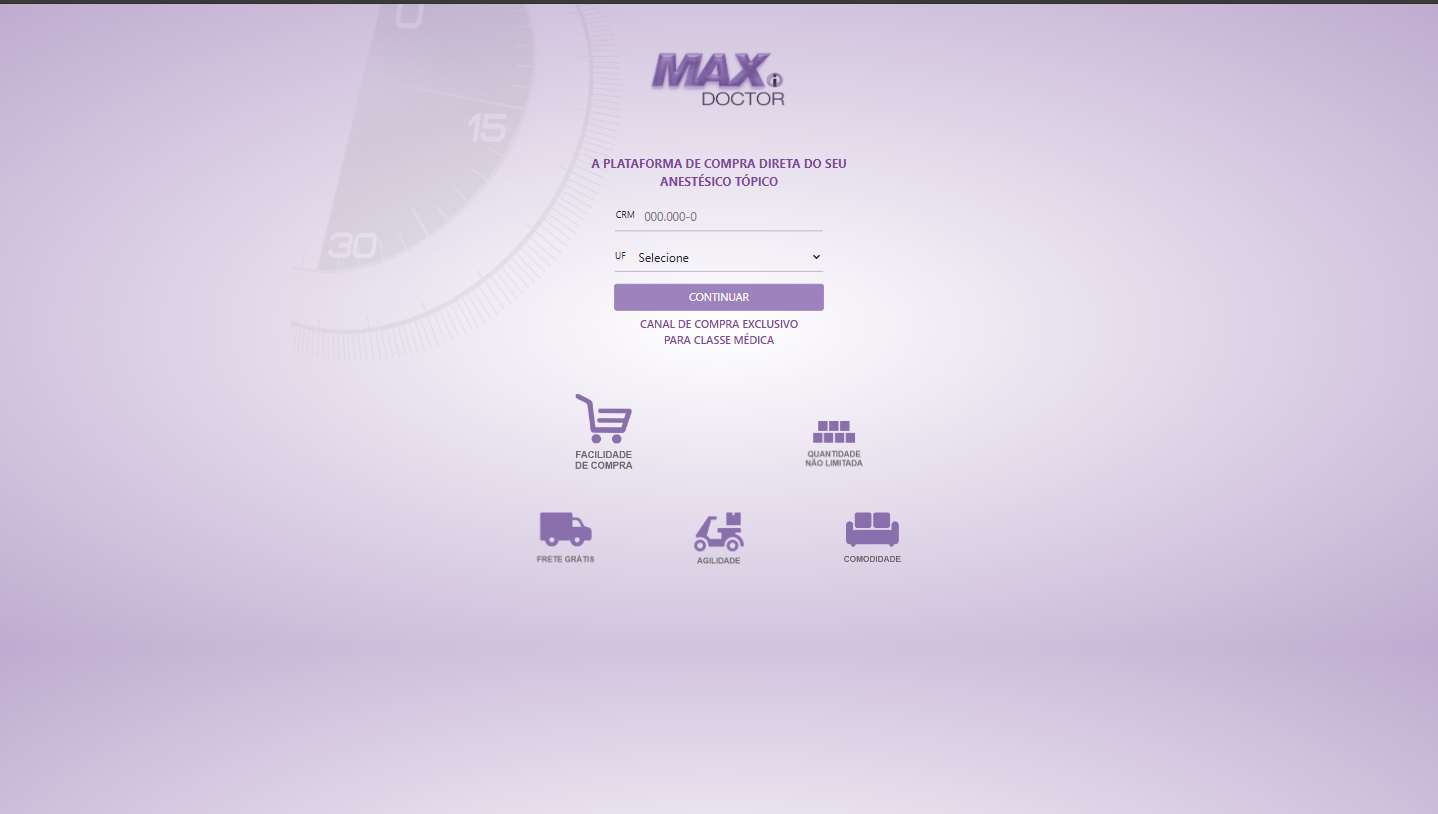 0
15
30
MAX i
DOCTOR
A PLATAFORMA DE COMPRA DIRETA DO SEU
ANESTÉSICO TÓPICO
CRM 000.000-0
UF Selecione
CONTINUAR
CANAL DE COMPRA EXCLUSIVO
PARA CLASSE MÉDICA
FACILIDADE
DE COMPRA
QUANTIDADE
NÃO LIMITADA
FRETE GRÁTIS
AGILIDADE
COMODIDADE